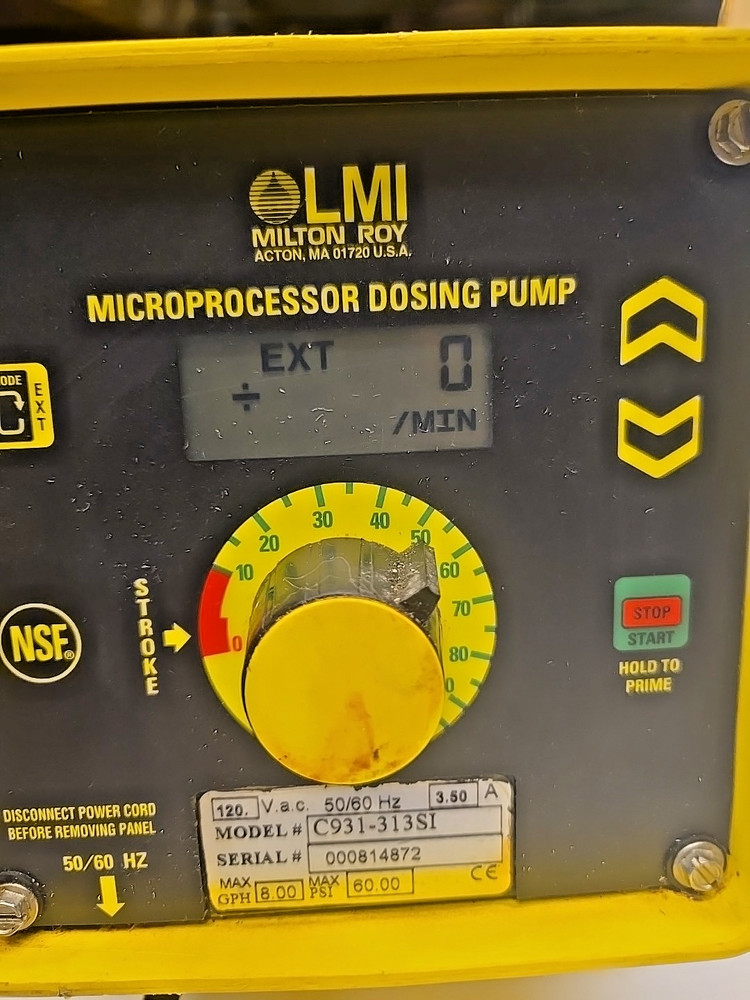 LMI
MILTON ROY
ACTON, MA 01720 U.S.A.
MICROPROCESSOR DOSING PUMP
EXT 0
÷ /MIN
EXT
10 20 30 40 50 60 70 80
0
STROKE
NSF®
STOP
START
HOLD TO
PRIME
DISCONNECT POWER CORD
BEFORE REMOVING PANEL
50/60 HZ
120. V.a.c. 50/60 Hz 3.50 A
MODEL # C931-313SI
SERIAL # 000814872
MAX GPH 8.00 MAX PSI 60.00
CE